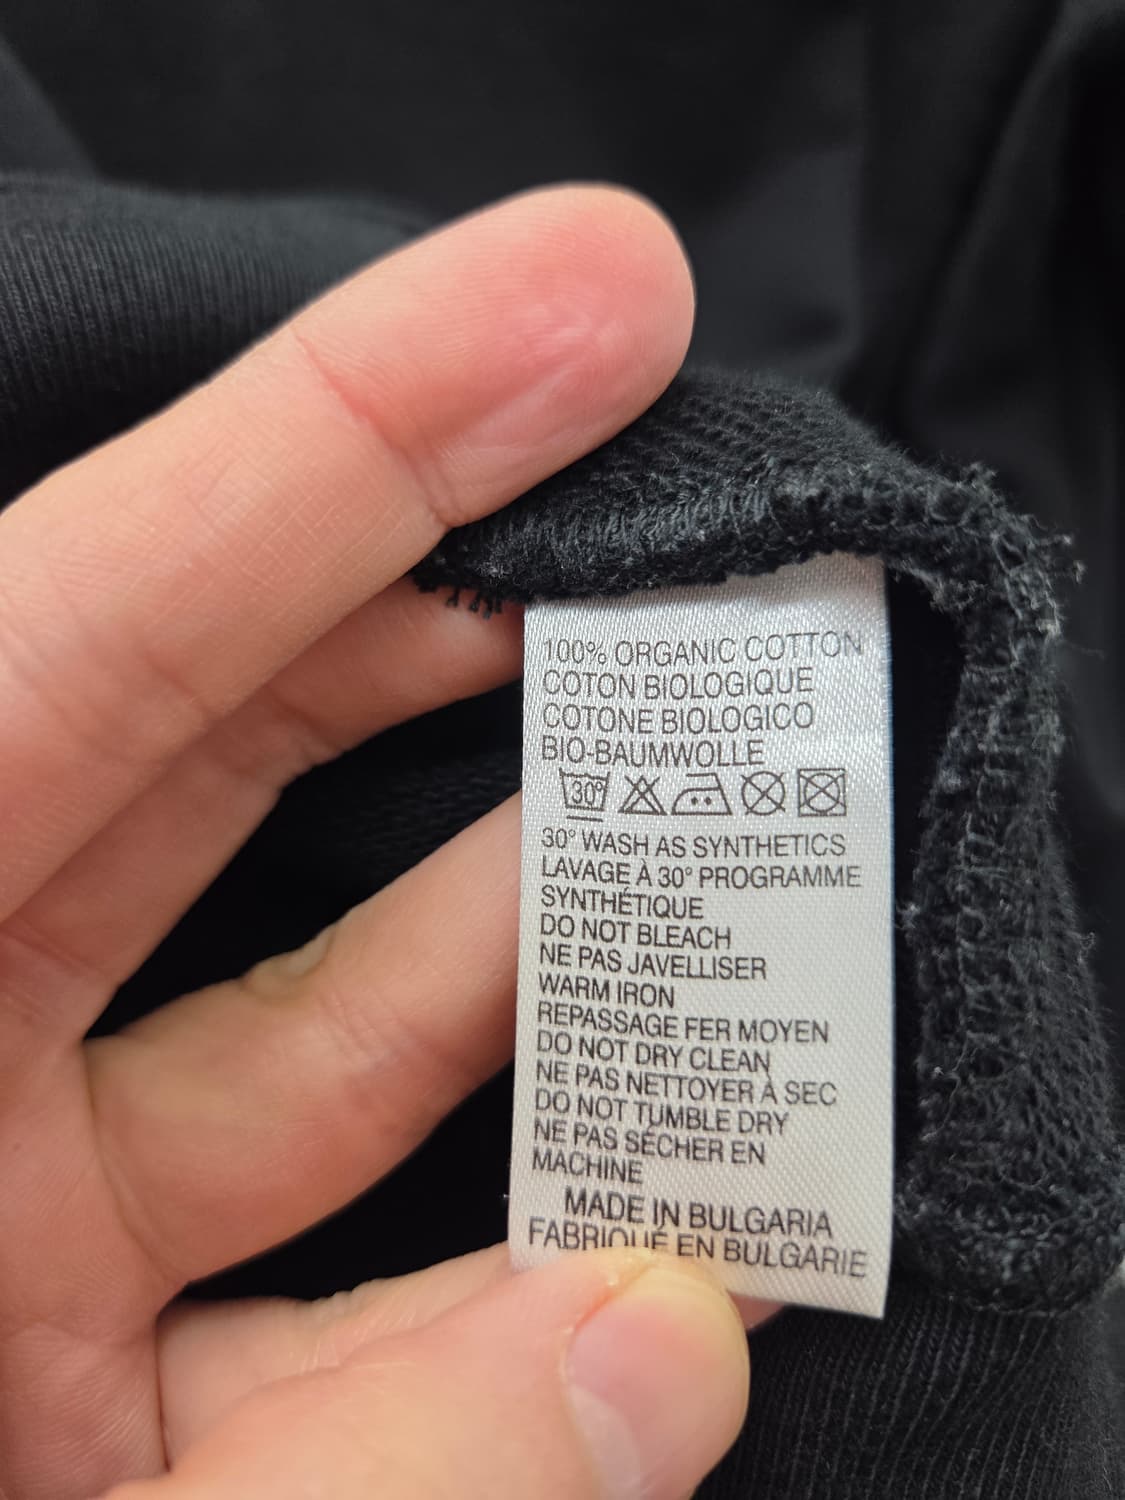 100% ORGANIC COTTON
COTON BIOLOGIQUE
COTONE BIOLOGICO
BIO-BAUMWOLLE
30°
30° WASH AS SYNTHETICS
LAVAGE À 30° PROGRAMME
SYNTHÉTIQUE
DO NOT BLEACH
NE PAS JAVELLISER
WARM IRON
REPASSAGE FER MOYEN
DO NOT DRY CLEAN
NE PAS NETTOYER À SEC
DO NOT TUMBLE DRY
NE PAS SÉCHER EN
MACHINE
MADE IN BULGARIA
FABRIQUÉ EN BULGARIE